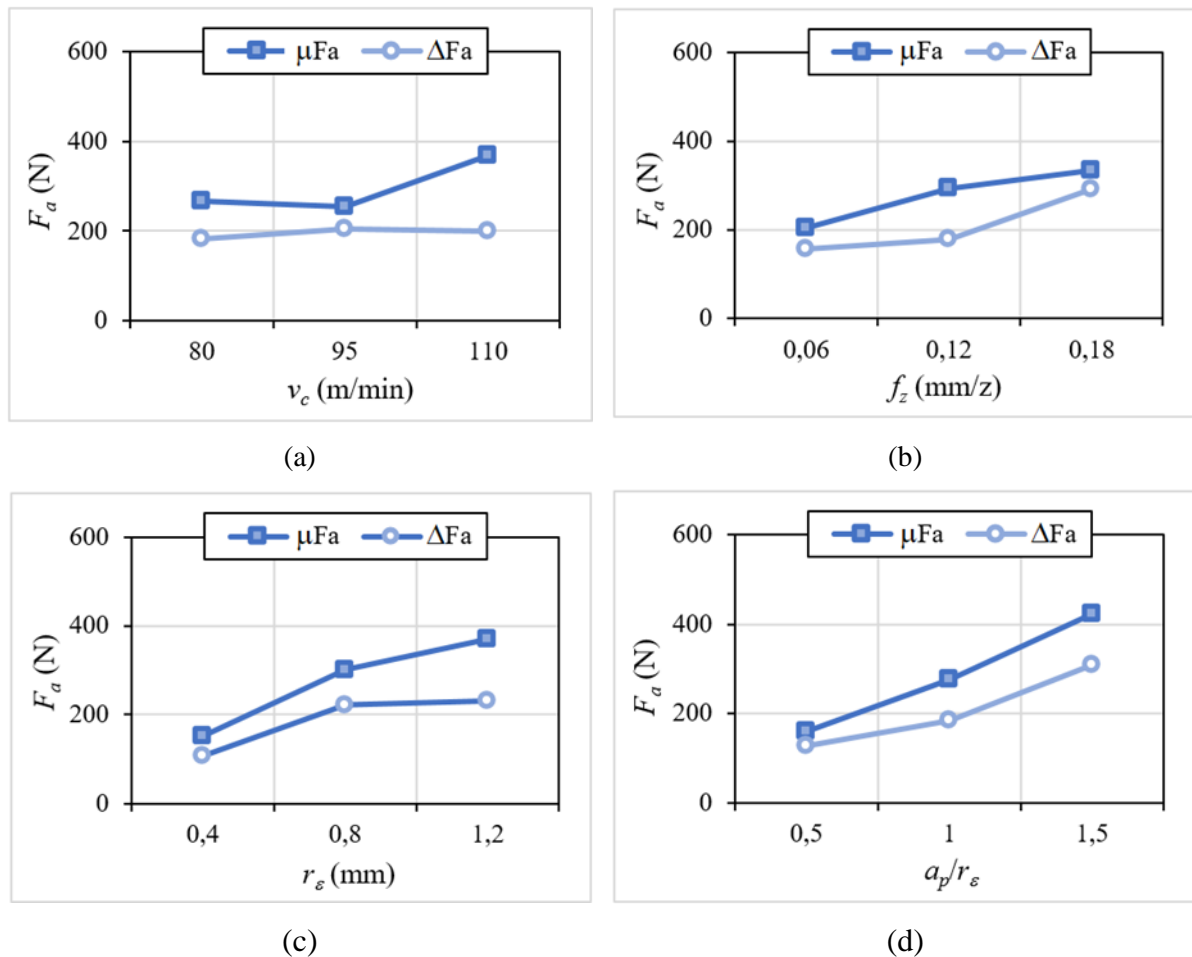 μFa ΔFa
600
400
200
0
F_a (N)
80 95 110
v_c (m/min)
(a)
μFa ΔFa
600
400
200
0
F_a (N)
0,06 0,12 0,18
f_z (mm/z)
(b)
μFa ΔFa
600
400
200
0
F_a (N)
0,4 0,8 1,2
r_ε (mm)
(c)
μFa ΔFa
600
400
200
0
F_a (N)
0,5 1 1,5
a_p/r_ε
(d)